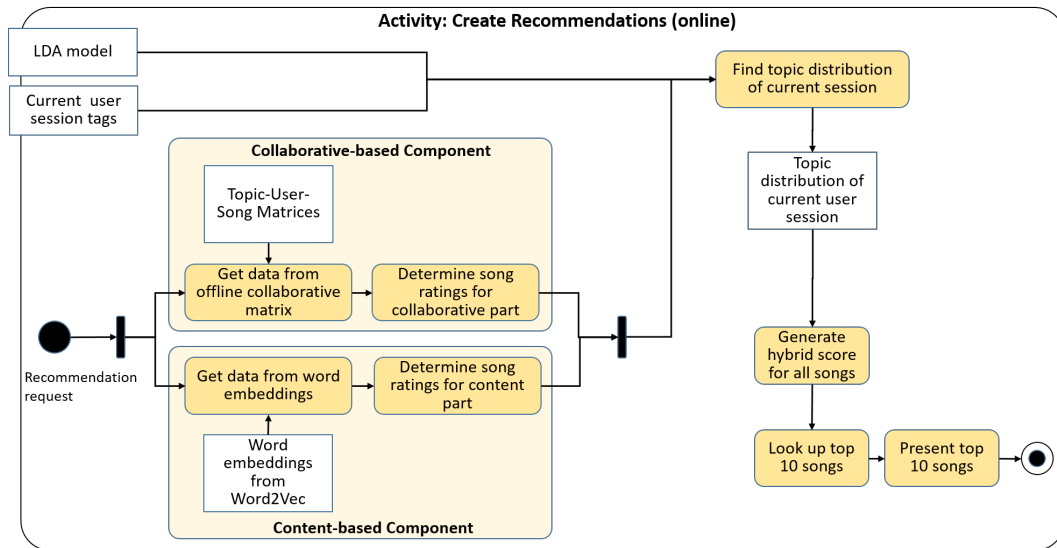 Activity: Create Recommendations (online)
LDA model
Current user
session tags
Find topic distribution
of current session
Collaborative-based Component
Topic-User-
Song Matrices
Topic
distribution of
current user
session
Get data from
offline collaborative
matrix
Determine song
ratings for
collaborative part
Recommendation
request
Generate
hybrid score
for all songs
Get data from word
embeddings
Determine song
ratings for content
part
Word
embeddings
from
Word2Vec
Content-based Component
Look up top
10 songs
Present top
10 songs